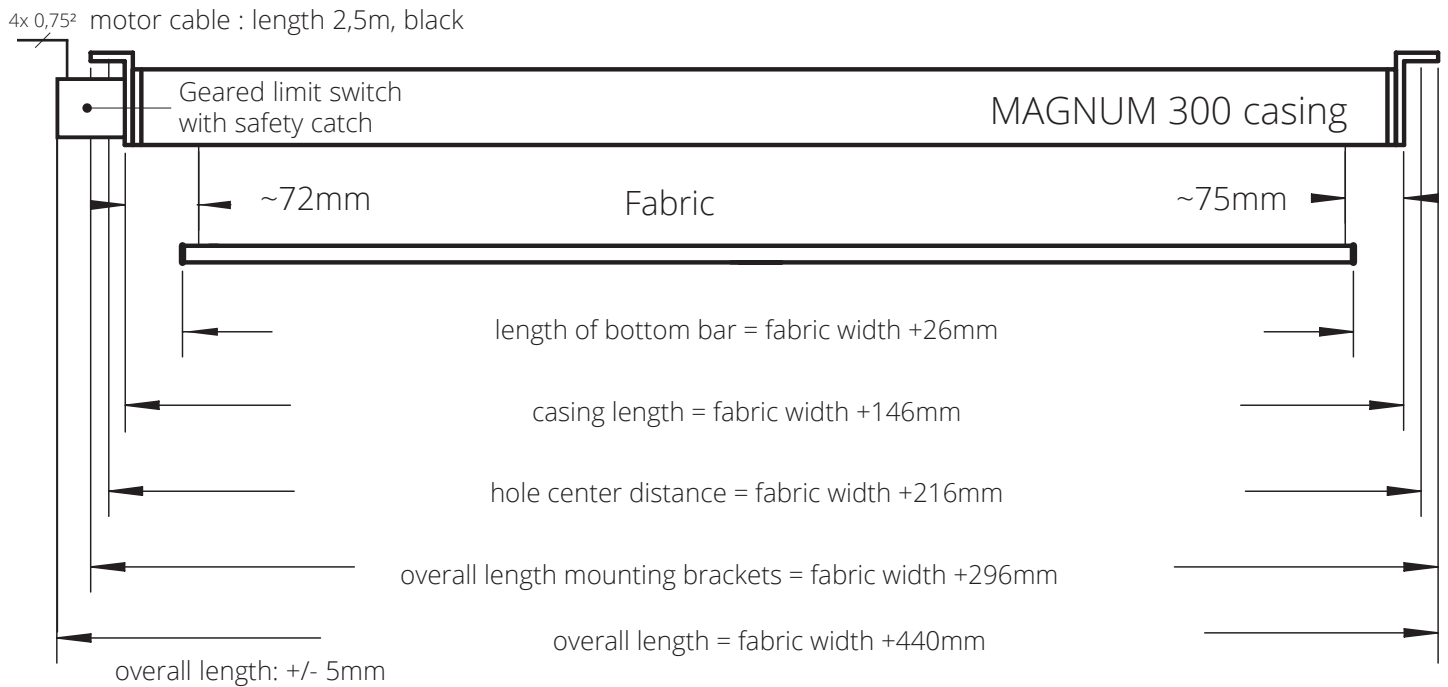 4x 0,75² motor cable : length 2,5m, black
Geared limit switch
with safety catch
MAGNUM 300 casing
~72mm
Fabric
~75mm
length of bottom bar = fabric width +26mm
casing length = fabric width +146mm
hole center distance = fabric width +216mm
overall length mounting brackets = fabric width +296mm
overall length = fabric width +440mm
overall length: +/- 5mm